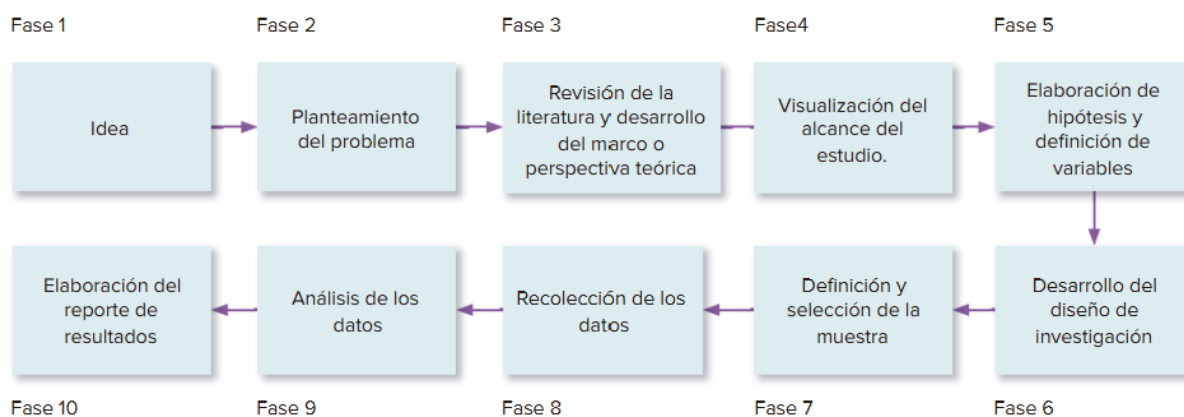 Fase 1
Fase 2
Fase 3
Fase4
Fase 5
Idea
Planteamiento
del problema
Revisión de la
literatura y desarrollo
del marco o
perspectiva teórica
Visualización del
alcance del
estudio.
Elaboración de
hipótesis y
definición de
variables
Elaboración del
reporte de
resultados
Análisis de los
datos
Recolección de los
datos
Definición y
selección de la
muestra
Desarrollo del
diseño de
investigación
Fase 10
Fase 9
Fase 8
Fase 7
Fase 6